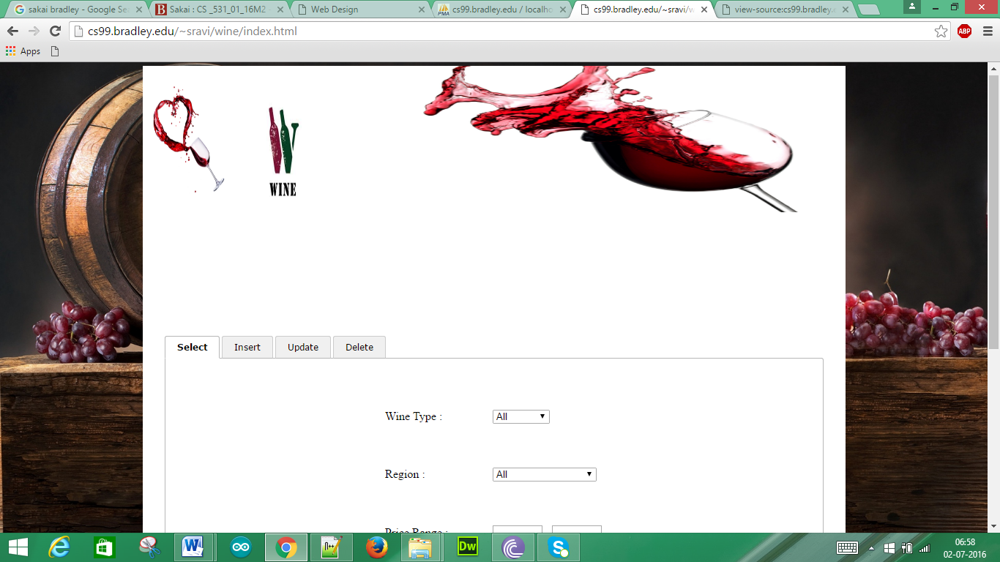 sakai bradley - Google Se
Sakai : CS _531_01_16M2
Web Design
cs99.bradley.edu / localho
cs99.bradley.edu/~sravi/w
view-source:cs99.bradley.
cs99.bradley.edu/~sravi/wine/index.html
ABP
Apps
WINE
Select Insert Update Delete
Wine Type : All
Region : All
Price Range :
06:58
02-07-2016